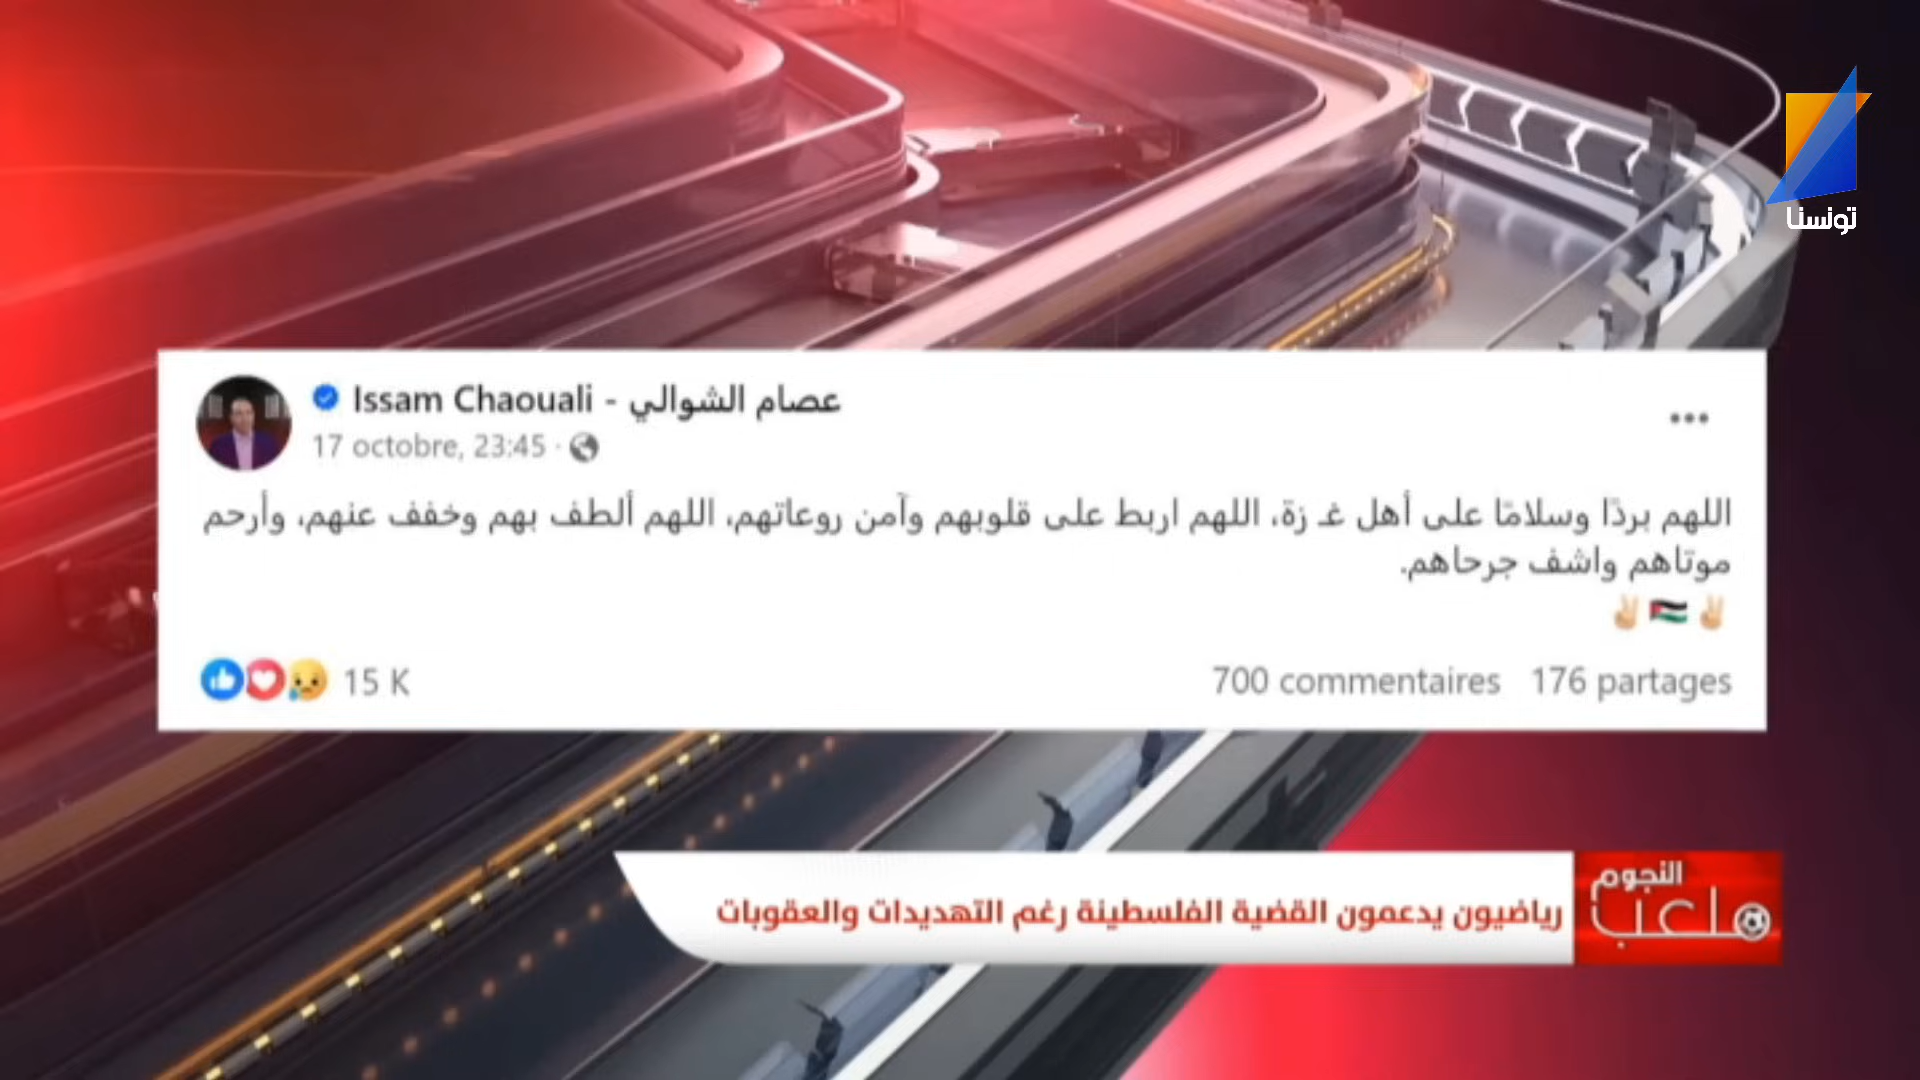 تونسنا
Issam Chaouali - عصام الشوالي
17 octobre, 23:45 ·
اللهم بردًا وسلامًا على أهل غـ زة، اللهم اربط على قلوبهم وآمن روعاتهم، اللهم ألطف بهم وخفف عنهم، وأرحم
موتاهم واشف جرحاهم.
✌🏻🇵🇸✌🏻
15 K 700 commentaires 176 partages
النجوم
ملاعب
رياضيون يدعمون القضية الفلسطينة رغم التهديدات والعقوبات